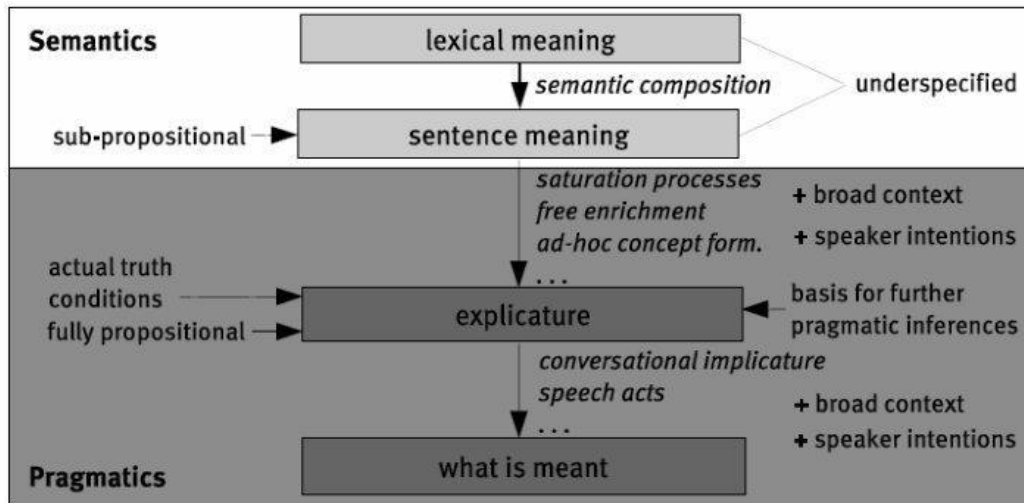 Semantics
lexical meaning
semantic composition
underspecified
sub-propositional
sentence meaning
saturation processes
free enrichment
ad-hoc concept form.
...
+ broad context
+ speaker intentions
actual truth
conditions
fully propositional
explicature
basis for further
pragmatic inferences
conversational implicature
speech acts
...
+ broad context
+ speaker intentions
what is meant
Pragmatics